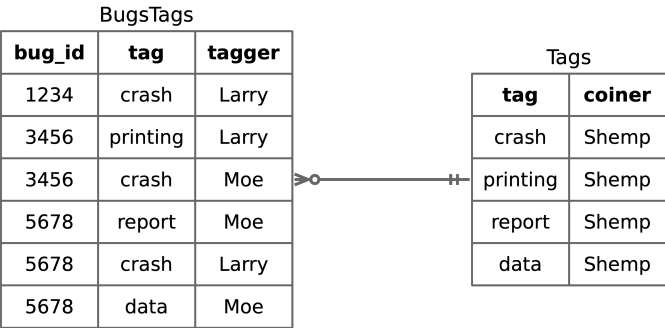 BugsTags
bug_id tag tagger
1234 crash Larry
3456 printing Larry
3456 crash Moe
5678 report Moe
5678 crash Larry
5678 data Moe
Tags
tag coiner
crash Shemp
printing Shemp
report Shemp
data Shemp